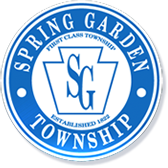 SPRING GARDEN
FIRST CLASS TOWNSHIP
SG
ESTABLISHED 1822
TOWNSHIP